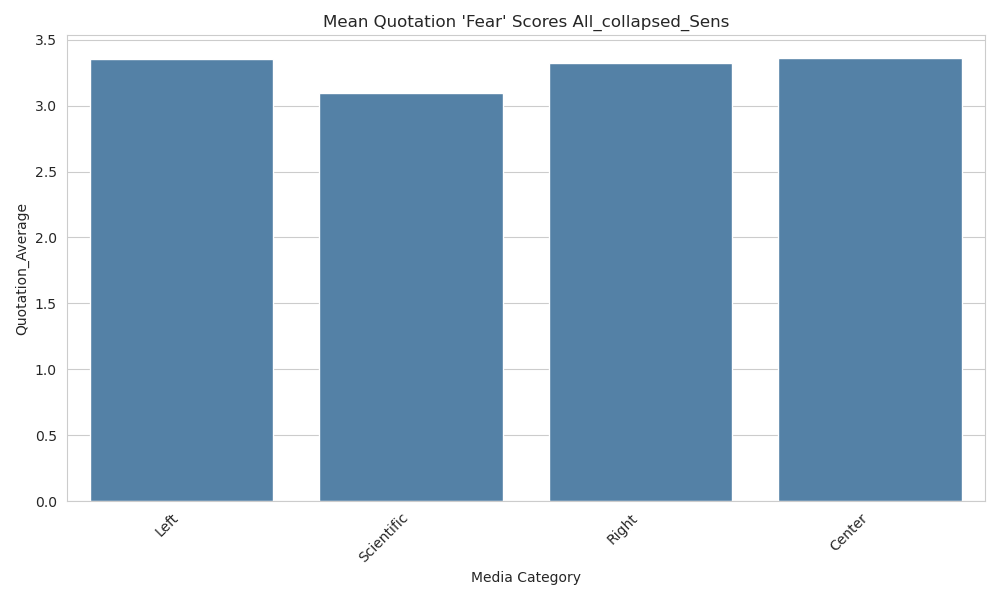 Mean Quotation 'Fear' Scores All_collapsed_Sens
3.5
3.0
2.5
2.0
1.5
1.0
0.5
0.0
Quotation_Average
Left
Scientific
Right
Center
Media Category